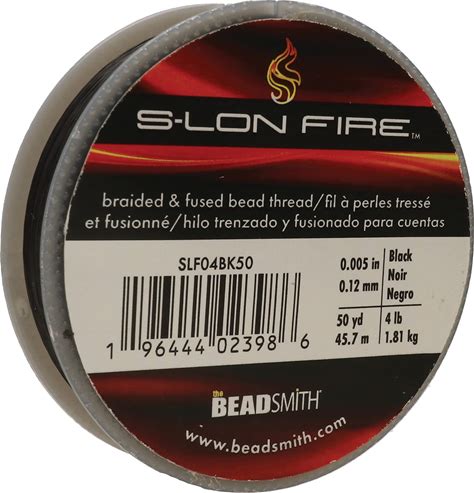 S-LON FIRE™
braided & fused bead thread/fil à perles tressé
et fusionné/hilo trenzado y fusionado para cuentas
SLF04BK50
1 96444 02398 6
0.005 in
0.12 mm
Black
Noir
Negro
50 yd
45.7 m
4 lb
1.81 kg
the BEADSMITH
www.beadsmith.com